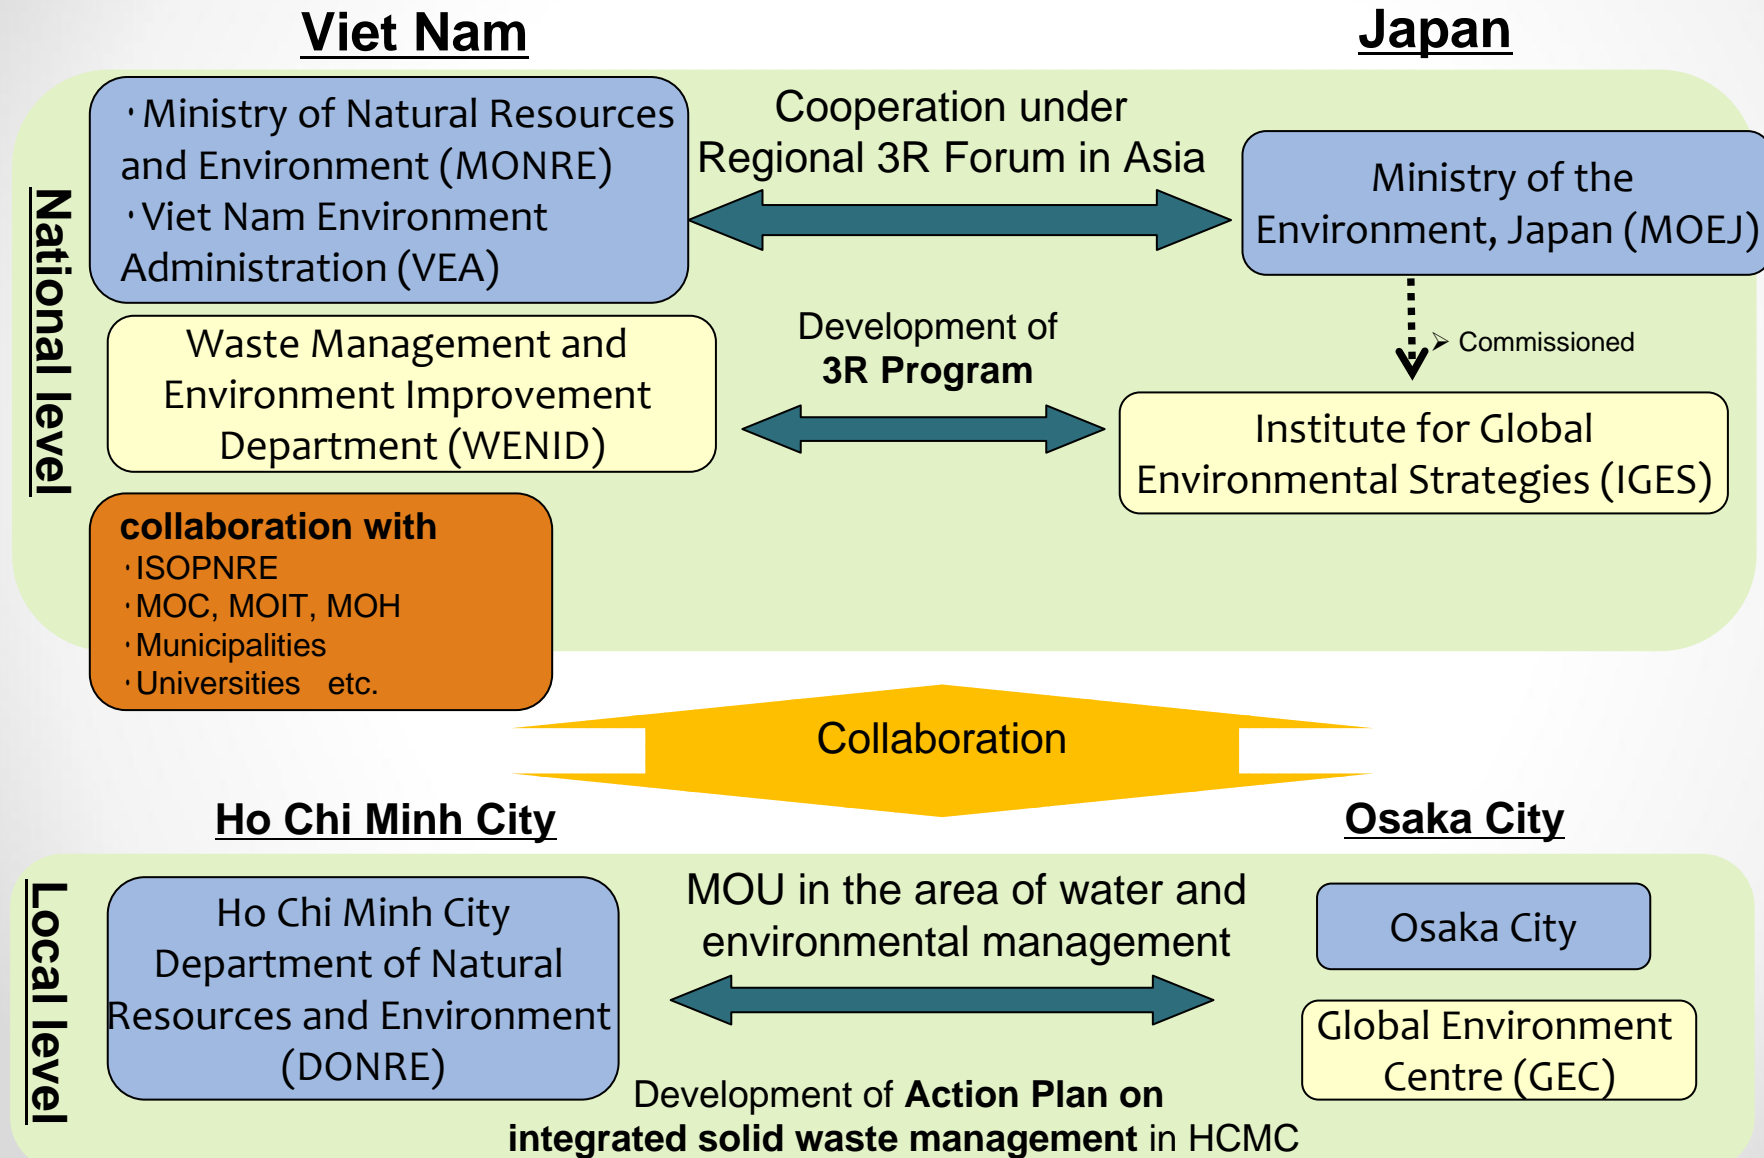 Viet Nam
Japan
National level
·Ministry of Natural Resources
and Environment (MONRE)
·Viet Nam Environment
Administration (VEA)
Cooperation under
Regional 3R Forum in Asia
Ministry of the
Environment, Japan (MOEJ)
➢ Commissioned
Waste Management and
Environment Improvement
Department (WENID)
Development of
3R Program
Institute for Global
Environmental Strategies (IGES)
collaboration with
·ISOPNRE
·MOC, MOIT, MOH
·Municipalities
·Universities etc.
Collaboration
Ho Chi Minh City
Osaka City
Local level
Ho Chi Minh City
Department of Natural
Resources and Environment
(DONRE)
MOU in the area of water and
environmental management
Osaka City
Global Environment
Centre (GEC)
Development of Action Plan on
integrated solid waste management in HCMC